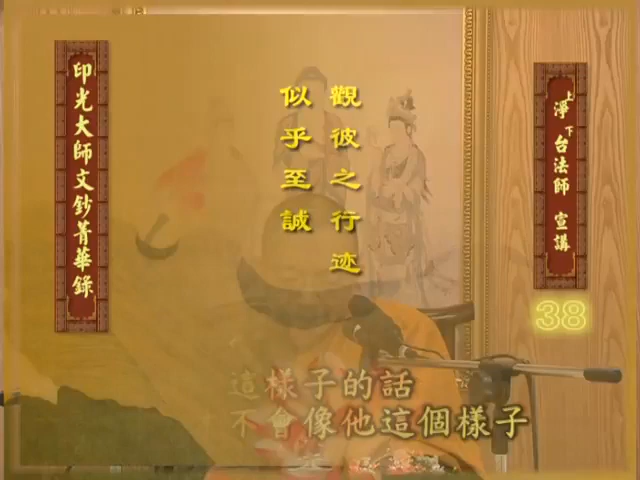 印光大師文鈔菁華錄
觀彼之行迹
似乎至誠
上淨下台法師 宣講
38
這樣子的話
不會像他這個樣子